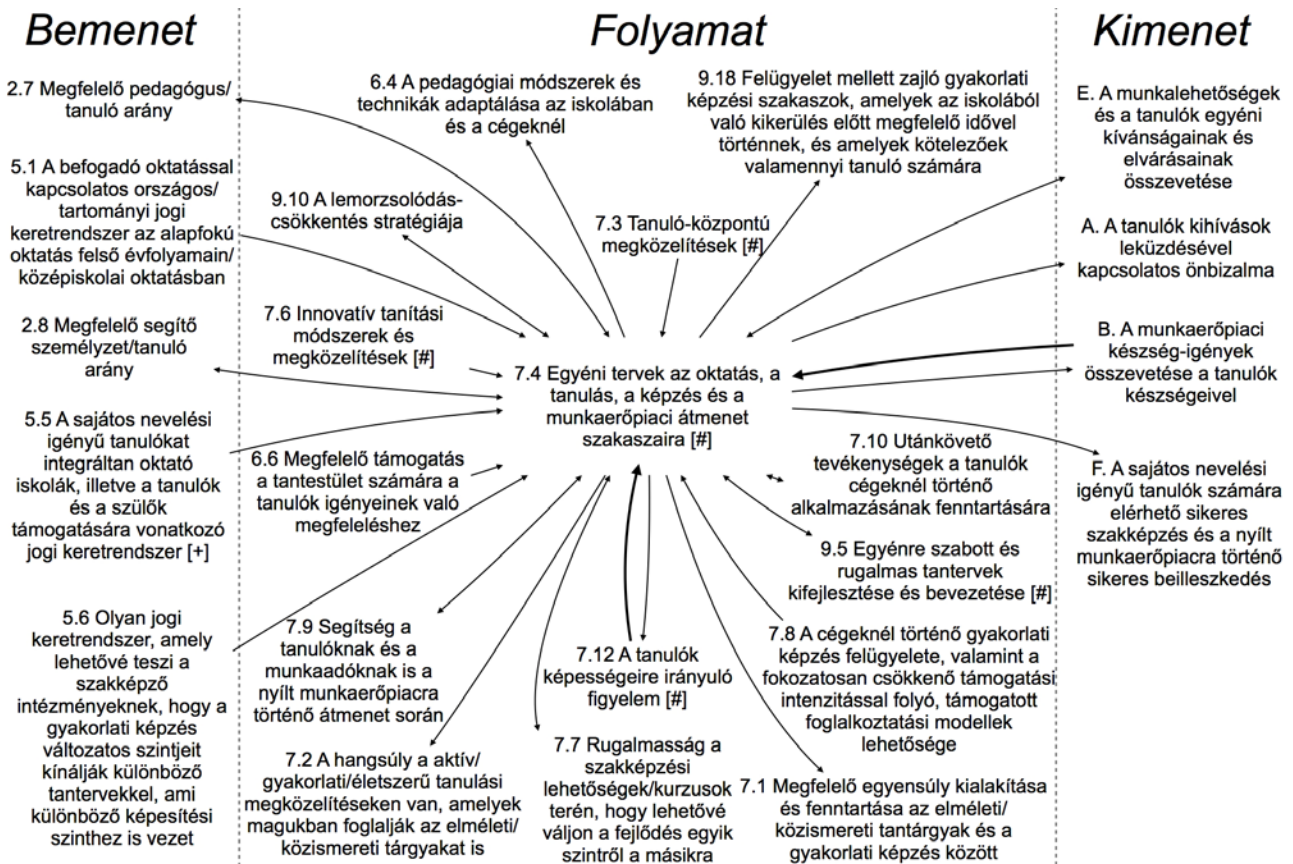 Bemenet
Folyamat
Kimenet
2.7 Megfelelő pedagógus/
tanuló arány
5.1 A befogadó oktatással
kapcsolatos országos/
tartományi jogi
keretrendszer az alapfokú
oktatás felső évfolyamain/
középiskolai oktatásban
2.8 Megfelelő segítő
személyzet/tanuló
arány
5.5 A sajátos nevelési
igényű tanulókat
integráltan oktató
iskolák, illetve a tanulók
és a szülők
támogatására vonatkozó
jogi keretrendszer [+]
5.6 Olyan jogi
keretrendszer, amely
lehetővé teszi a
szakképző
intézményeknek, hogy a
gyakorlati képzés
változatos szintjeit
kínálják különböző
tantervekkel, ami
különböző képesítési
szinthez is vezet
6.4 A pedagógiai módszerek és
technikák adaptálása az iskolában
és a cégeknél
9.18 Felügyelet mellett zajló gyakorlati
képzési szakaszok, amelyek az iskolából
való kikerülés előtt megfelelő idővel
történnek, és amelyek kötelezőek
valamennyi tanuló számára
9.10 A lemorzsolódás-
csökkentés stratégiája
7.3 Tanuló-központú
megközelítések [#]
7.6 Innovatív tanítási
módszerek és
megközelítések [#]
7.4 Egyéni tervek az oktatás, a
tanulás, a képzés és a
munkaerőpiaci átmenet
szakaszaira [#]
6.6 Megfelelő támogatás
a tantestület számára a
tanulók igényeinek való
megfeleléshez
7.10 Utánkövető
tevékenységek a tanulók
cégeknél történő
alkalmazásának fenntartására
9.5 Egyénre szabott és
rugalmas tantervek
kifejlesztése és bevezetése [#]
7.9 Segítség a
tanulóknak és a
munkaadóknak is a
nyílt munkaerőpiacra
történő átmenet során
7.12 A tanulók
képességeire irányuló
figyelem [#]
7.8 A cégeknél történő gyakorlati
képzés felügyelete, valamint a
fokozatosan csökkenő támogatási
intenzitással folyó, támogatott
foglalkoztatási modellek
lehetősége
7.2 A hangsúly a aktív/
gyakorlati/életszerű tanulási
megközelítéseken van, amelyek
magukban foglalják az elméleti/
közismereti tárgyakat is
7.7 Rugalmasság a
szakképzési
lehetőségek/kurzusok
terén, hogy lehetővé
váljon a fejlődés egyik
szintről a másikra
7.1 Megfelelő egyensúly kialakítása
és fenntartása az elméleti/
közismereti tantárgyak és a
gyakorlati képzés között
E. A munkalehetőségek
és a tanulók egyéni
kívánságainak és
elvárásainak
összevetése
A. A tanulók kihívások
leküzdésével
kapcsolatos önbizalma
B. A munkaerőpiaci
készség-igények
összevetése a tanulók
készségeivel
F. A sajátos nevelési
igényű tanulók számára
elérhető sikeres
szakképzés és a nyílt
munkaerőpiacra történő
sikeres beilleszkedés